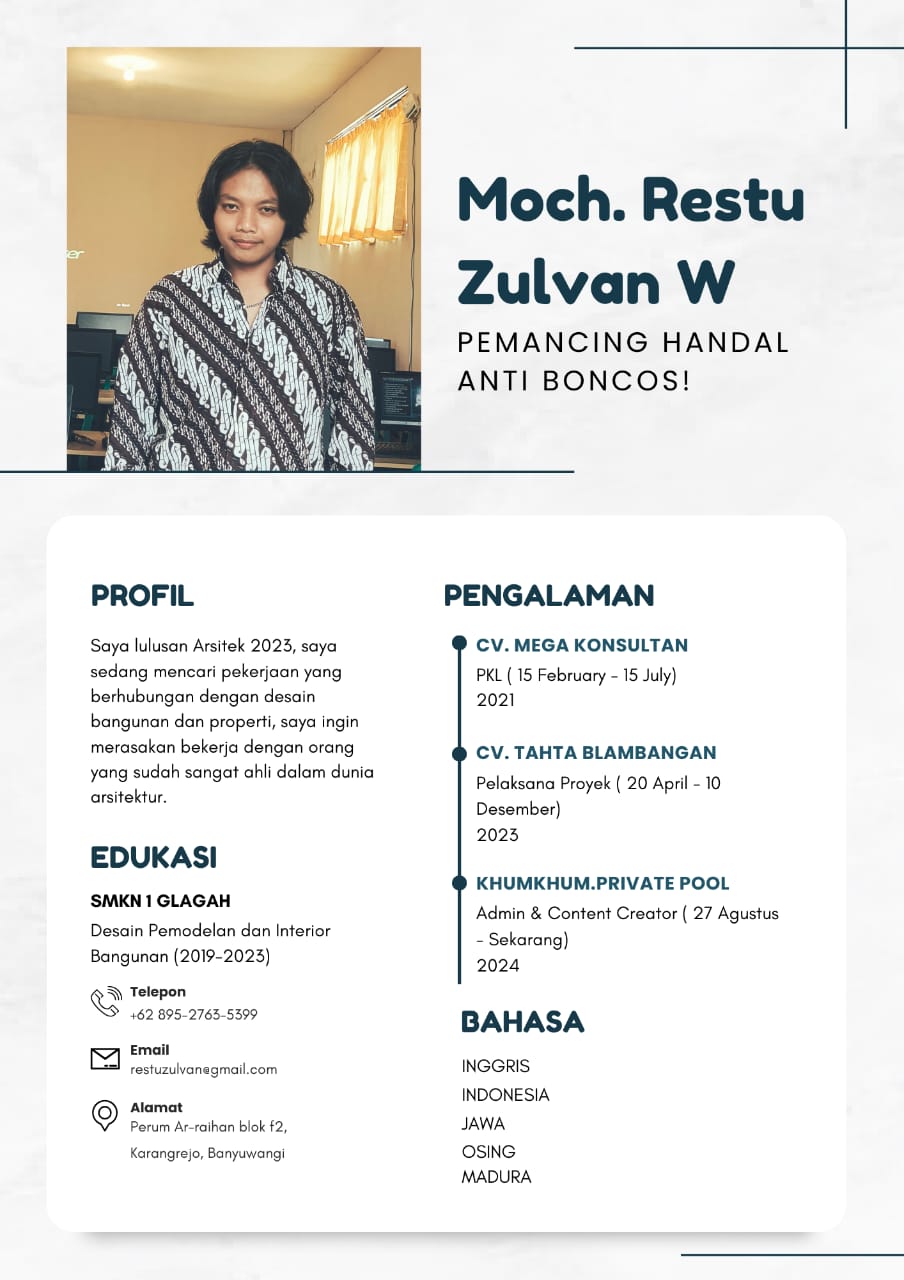 Moch. Restu
Zulvan W
PEMANCING HANDAL
ANTI BONCOS!
PROFIL
Saya lulusan Arsitek 2023, saya
sedang mencari pekerjaan yang
berhubungan dengan desain
bangunan dan properti, saya ingin
merasakan bekerja dengan orang
yang sudah sangat ahli dalam dunia
arsitektur.
EDUKASI
SMKN 1 GLAGAH
Desain Pemodelan dan Interior
Bangunan (2019-2023)
Telepon
+62 895-2763-5399
Email
restuzulvan@gmail.com
Alamat
Perum Ar-raihan blok f2,
Karangrejo, Banyuwangi
PENGALAMAN
CV. MEGA KONSULTAN
PKL ( 15 February - 15 July)
2021
CV. TAHTA BLAMBANGAN
Pelaksana Proyek ( 20 April - 10
Desember)
2023
KHUMKHUM.PRIVATE POOL
Admin & Content Creator ( 27 Agustus
- Sekarang)
2024
BAHASA
INGGRIS
INDONESIA
JAWA
OSING
MADURA